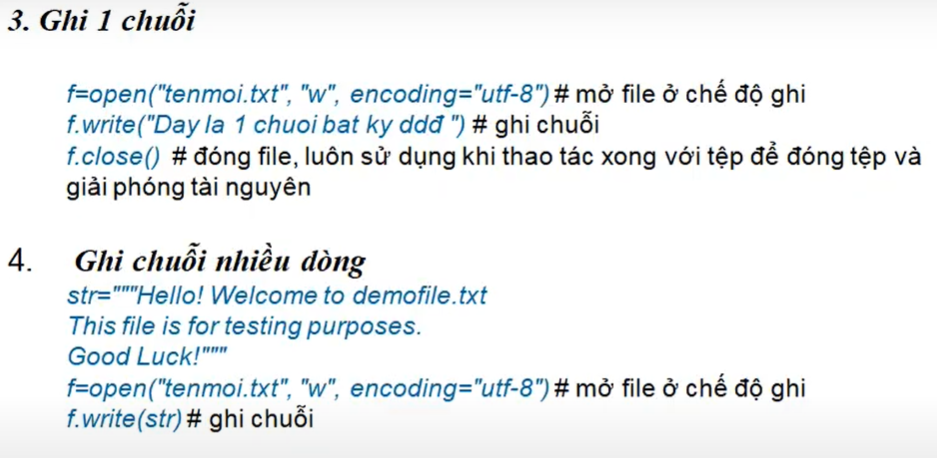 3. Ghi 1 chuỗi
f=open("tenmoi.txt", "w", encoding="utf-8") # mở file ở chế độ ghi
f.write("Day la 1 chuoi bat ky ddđ ") # ghi chuỗi
f.close() # đóng file, luôn sử dụng khi thao tác xong với tệp để đóng tệp và
giải phóng tài nguyên
4. Ghi chuỗi nhiều dòng
str="""Hello! Welcome to demofile.txt
This file is for testing purposes.
Good Luck!"""
f=open("tenmoi.txt", "w", encoding="utf-8") # mở file ở chế độ ghi
f.write(str) # ghi chuỗi